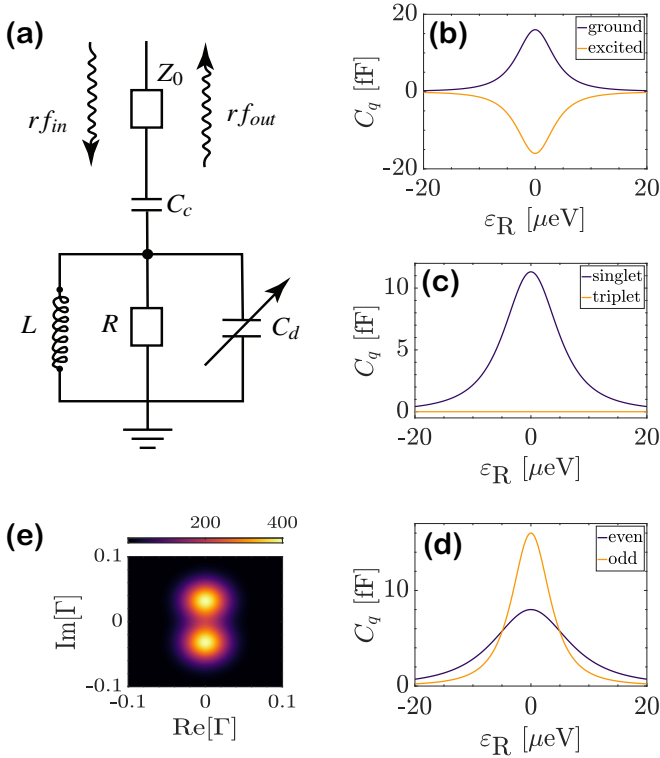 (a)
Z₀
rf_in
rf_out
C_c
L
R
C_d
(b)
20
0
-20
C_q [fF]
ground
excited
-20
0
20
ε_R [µeV]
(c)
10
5
0
C_q [fF]
singlet
triplet
-20
0
20
ε_R [µeV]
(e)
200
400
0.1
0
-0.1
Im[Γ]
-0.1
0
0.1
Re[Γ]
(d)
10
0
C_q [fF]
even
odd
-20
0
20
ε_R [µeV]